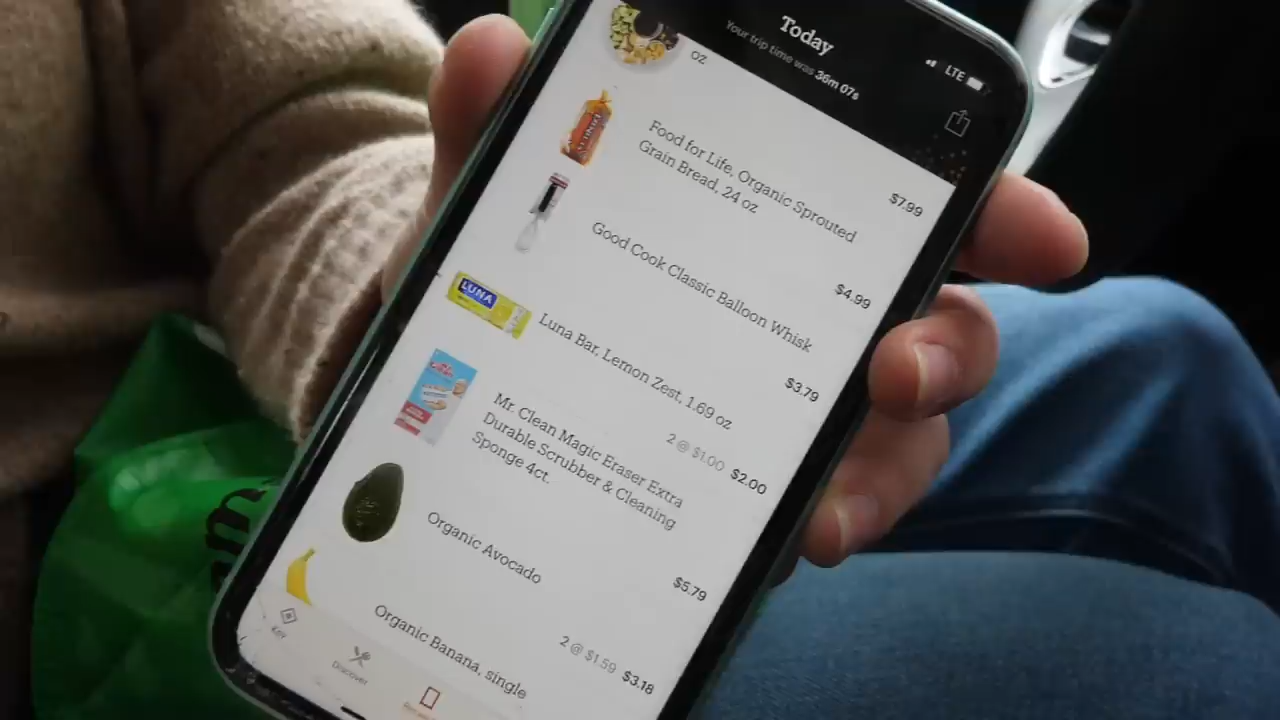 Today
Your trip time was 36m 07s
LTE
oz
$7.99
Food for Life, Organic Sprouted
Grain Bread, 24 oz
$4.99
Good Cook Classic Balloon Whisk
$3.79
Luna Bar, Lemon Zest, 1.69 oz
2 @ $1.00 $2.00
Mr. Clean Magic Eraser Extra
Durable Scrubber & Cleaning
Sponge 4ct.
$5.79
Organic Avocado
2 @ $1.59 $3.18
Organic Banana, single
LUNA
Key
Discover